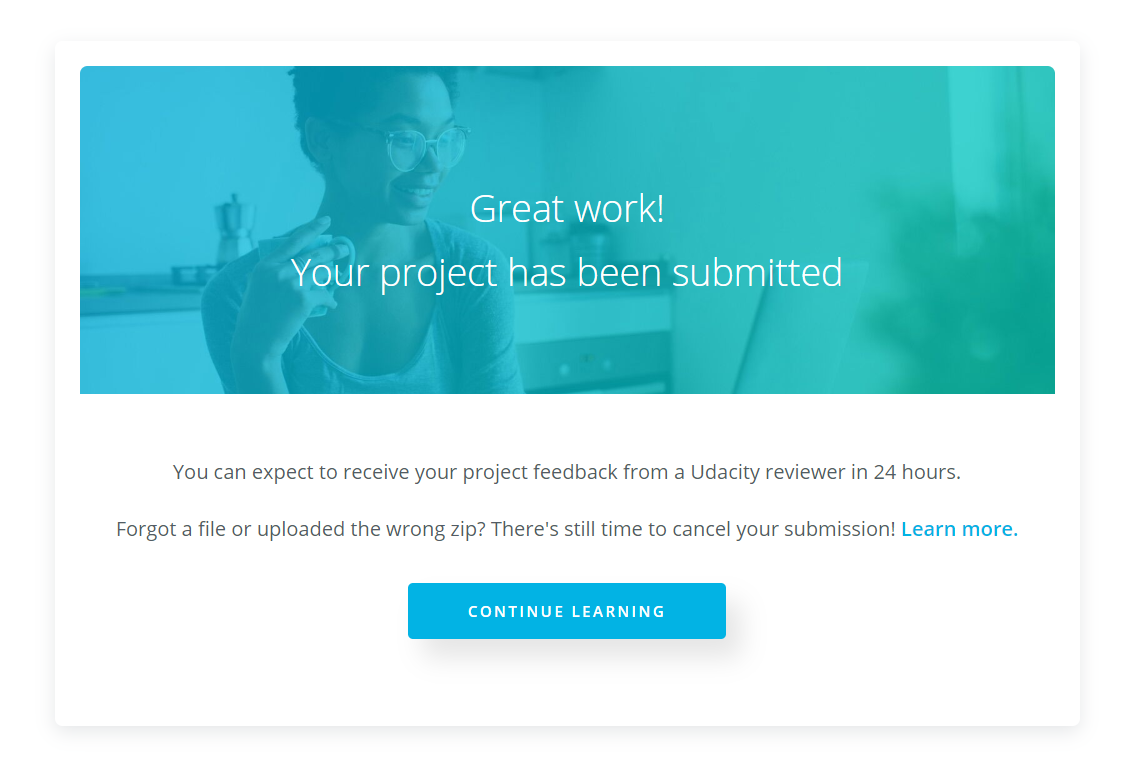 Great work!
Your project has been submitted
You can expect to receive your project feedback from a Udacity reviewer in 24 hours.
Forgot a file or uploaded the wrong zip? There's still time to cancel your submission! Learn more.
CONTINUE LEARNING